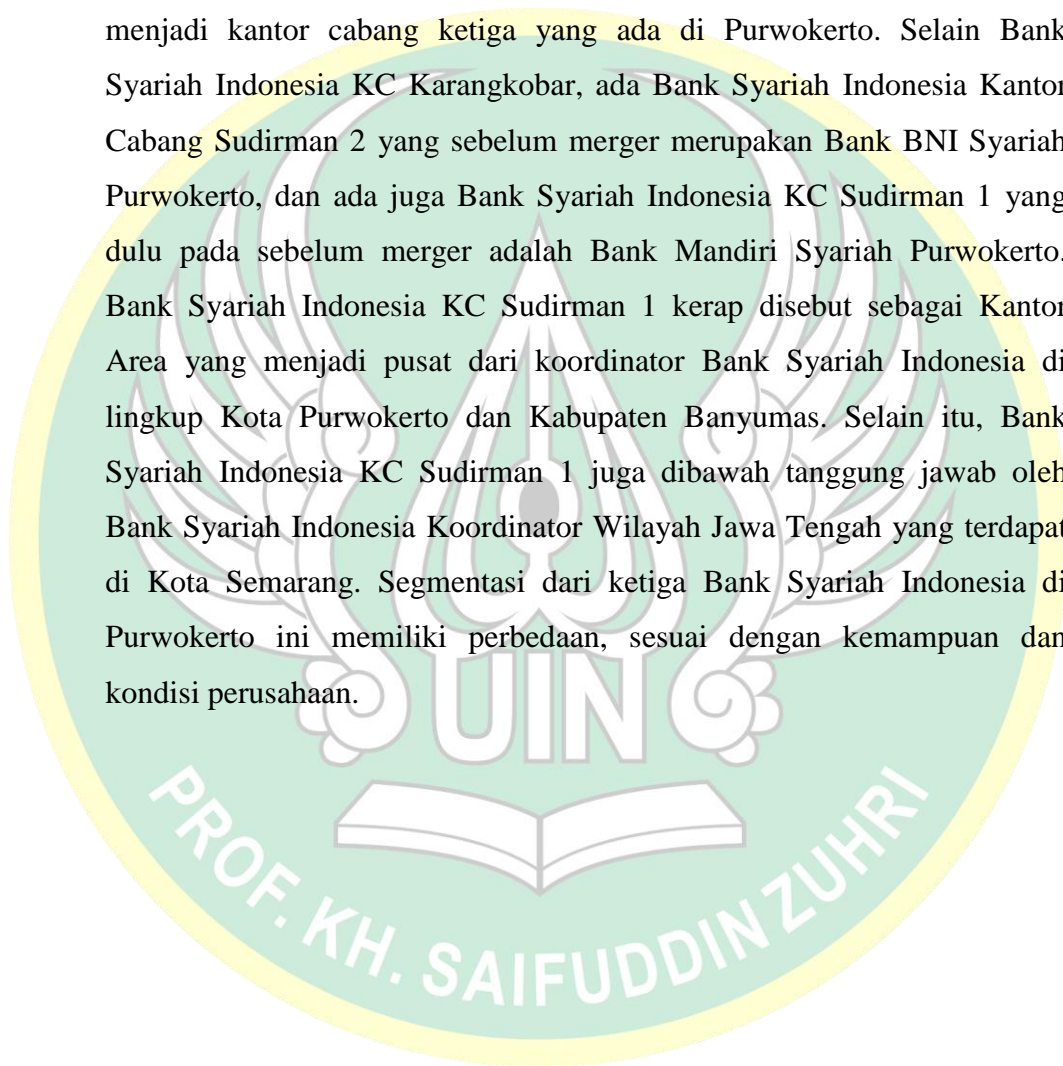 menjadi kantor cabang ketiga yang ada di Purwokerto. Selain Bank
Syariah Indonesia KC Karangkobar, ada Bank Syariah Indonesia Kantor
Cabang Sudirman 2 yang sebelum merger merupakan Bank BNI Syariah
Purwokerto, dan ada juga Bank Syariah Indonesia KC Sudirman 1 yang
dulu pada sebelum merger adalah Bank Mandiri Syariah Purwokerto.
Bank Syariah Indonesia KC Sudirman 1 kerap disebut sebagai Kantor
Area yang menjadi pusat dari koordinator Bank Syariah Indonesia di
lingkup Kota Purwokerto dan Kabupaten Banyumas. Selain itu, Bank
Syariah Indonesia KC Sudirman 1 juga dibawah tanggung jawab oleh
Bank Syariah Indonesia Koordinator Wilayah Jawa Tengah yang terdapat
di Kota Semarang. Segmentasi dari ketiga Bank Syariah Indonesia di
Purwokerto ini memiliki perbedaan, sesuai dengan kemampuan dan
kondisi perusahaan.
UIN
PROF. KH. SAIFUDDIN ZUHRI